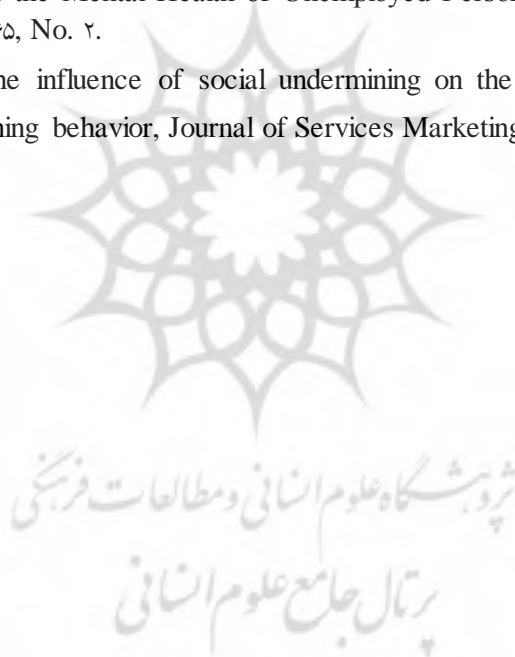 the Mental Health of Unemployed Person
۶۵, No. ۲.
he influence of social undermining on the
ning behavior, Journal of Services Marketing
پژوهشگاه علوم انسانی و مطالعات فرهنگی
پرتال جامع علوم انسانی